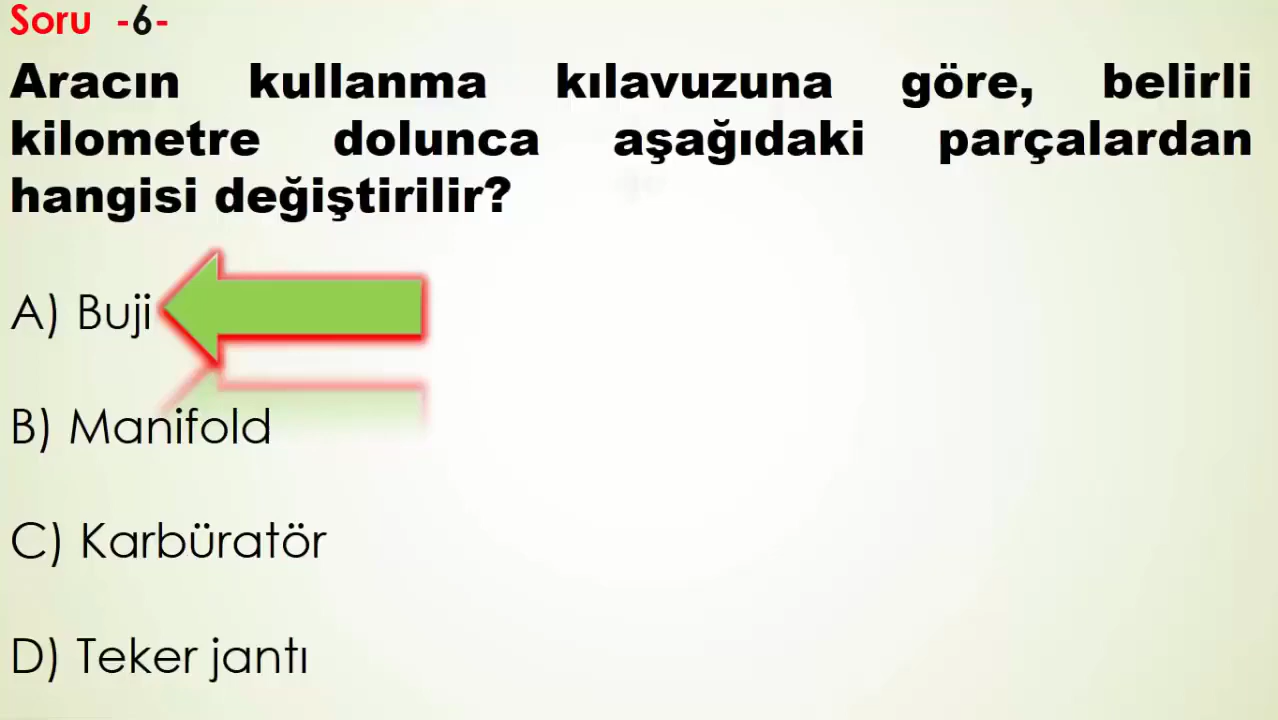 Soru -6-
Aracın kullanma kılavuzuna göre, belirli
kilometre dolunca aşağıdaki parçalardan
hangisi değiştirilir?
A) Buji
B) Manifold
C) Karbüratör
D) Teker jantı